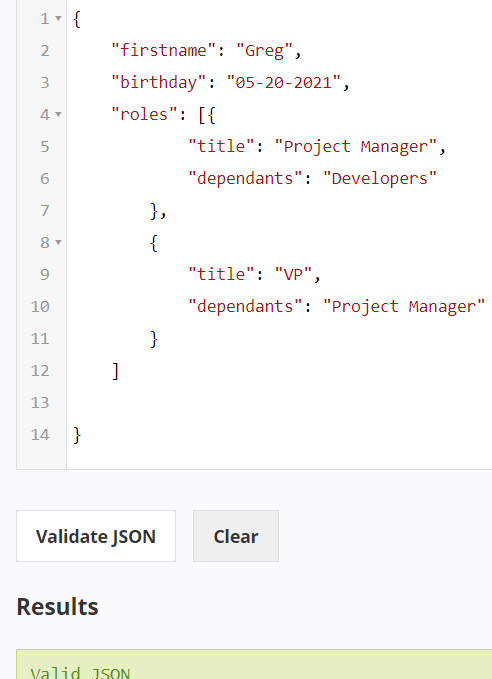 1 {
2 "firstname": "Greg",
3 "birthday": "05-20-2021",
4 "roles": [{
5 "title": "Project Manager",
6 "dependants": "Developers"
7 },
8 {
9 "title": "VP",
10 "dependants": "Project Manager"
11 }
12 ]
13
14 }
Validate JSON Clear
Results
Valid JSON